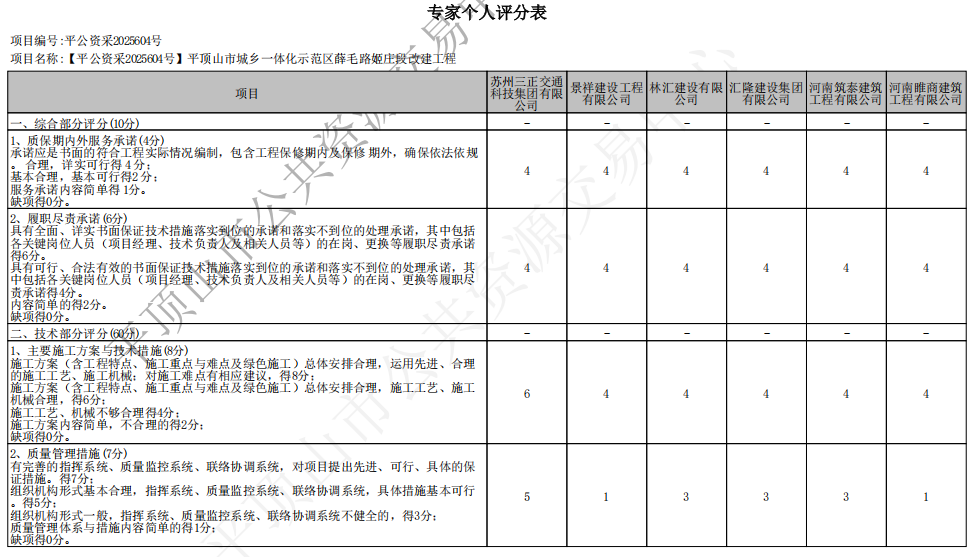 专家个人评分表
项目编号:平公资采2025604号
项目名称:【平公资采2025604号】平顶山市城乡一体化示范区薛毛路姬庄段改建工程
项目
苏州三正交通
科技集团有限
公司
景祥建设工程
有限公司
林汇建设有限
公司
汇隆建设集团
有限公司
河南筑泰建筑
工程有限公司
河南睢商建筑
工程有限公司
一、综合部分评分(10分) - - - - - -
1、质保期内外服务承诺(4分)
承诺应是书面的符合工程实际情况编制，包含工程保修期内及保修 期外，确保依法依规
。合理，详实可行得 4 分；
基本合理，基本可行得2 分；
服务承诺内容简单得 1分。
缺项得0分。
4 4 4 4 4 4
2、履职尽责承诺(6分)
具有全面、详实书面保证技术措施落实到位的承诺和落实不到位的处理承诺，其中包括
各关键岗位人员（项目经理、技术负责人及相关人员等）的在岗、更换等履职尽责承诺
得6分。
具有可行、合法有效的书面保证技术措施落实到位的承诺和落实不到位的处理承诺，其
中包括各关键岗位人员（项目经理、技术负责人及相关人员等）的在岗、更换等履职尽
责承诺得4分。
内容简单的得2分。
缺项得0分。
4 4 4 4 4 4
二、技术部分评分(60分) - - - - - -
1、主要施工方案与技术措施(8分)
施工方案（含工程特点、施工重点与难点及绿色施工）总体安排合理，运用先进、合理
的施工工艺、施工机械；对施工难点有相应建议，得8分；
施工方案（含工程特点、施工重点与难点及绿色施工）总体安排合理，施工工艺、施工
机械合理，得6分；
施工工艺、机械不够合理得4分；
施工方案内容简单，不合理的得2分；
缺项得0分。
6 4 4 4 4 4
2、质量管理措施(7分)
有完善的指挥系统、质量监控系统、联络协调系统，对项目提出先进、可行、具体的保
证措施。得7分；
组织机构形式基本合理，指挥系统、质量监控系统、联络协调系统，具体措施基本可行
。得5分；
组织机构形式一般，指挥系统、质量监控系统、联络协调系统不健全的，得3分；
质量管理体系与措施内容简单的得1分；
缺项得0分。
5 1 3 3 3 1
平顶山市公共资源交易中心
平顶山市公共资源交易中心